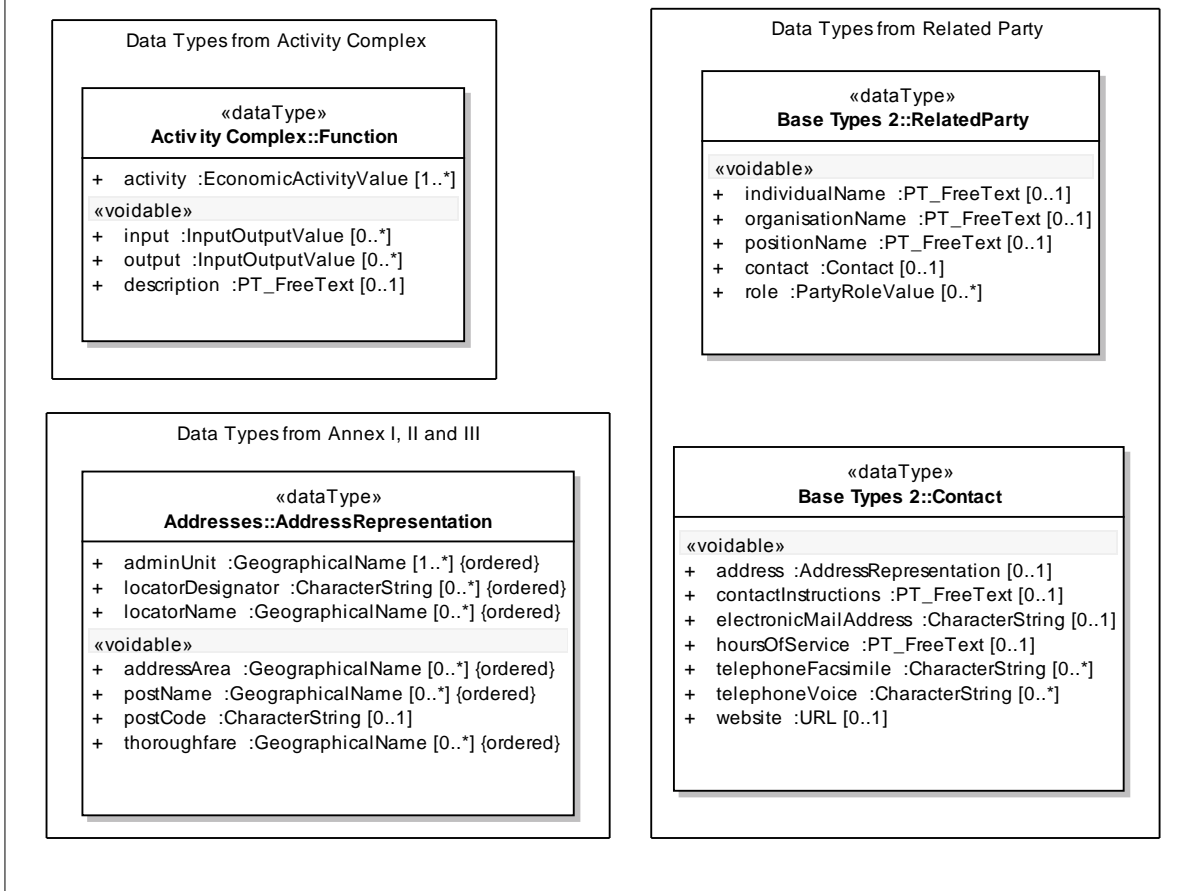 Data Types from Activity Complex
«dataType»
Activity Complex::Function
+ activity :EconomicActivityValue [1..*]
«voidable»
+ input :InputOutputValue [0..*]
+ output :InputOutputValue [0..*]
+ description :PT_FreeText [0..1]
Data Types from Annex I, II and III
«dataType»
Addresses::AddressRepresentation
+ adminUnit :GeographicalName [1..*] {ordered}
+ locatorDesignator :CharacterString [0..*] {ordered}
+ locatorName :GeographicalName [0..*] {ordered}
«voidable»
+ addressArea :GeographicalName [0..*] {ordered}
+ postName :GeographicalName [0..*] {ordered}
+ postCode :CharacterString [0..1]
+ thoroughfare :GeographicalName [0..*] {ordered}
Data Types from Related Party
«dataType»
Base Types 2::RelatedParty
«voidable»
+ individualName :PT_FreeText [0..1]
+ organisationName :PT_FreeText [0..1]
+ positionName :PT_FreeText [0..1]
+ contact :Contact [0..1]
+ role :PartyRoleValue [0..*]
«dataType»
Base Types 2::Contact
«voidable»
+ address :AddressRepresentation [0..1]
+ contactInstructions :PT_FreeText [0..1]
+ electronicMailAddress :CharacterString [0..1]
+ hoursOfService :PT_FreeText [0..1]
+ telephoneFacsimile :CharacterString [0..*]
+ telephoneVoice :CharacterString [0..*]
+ website :URL [0..1]